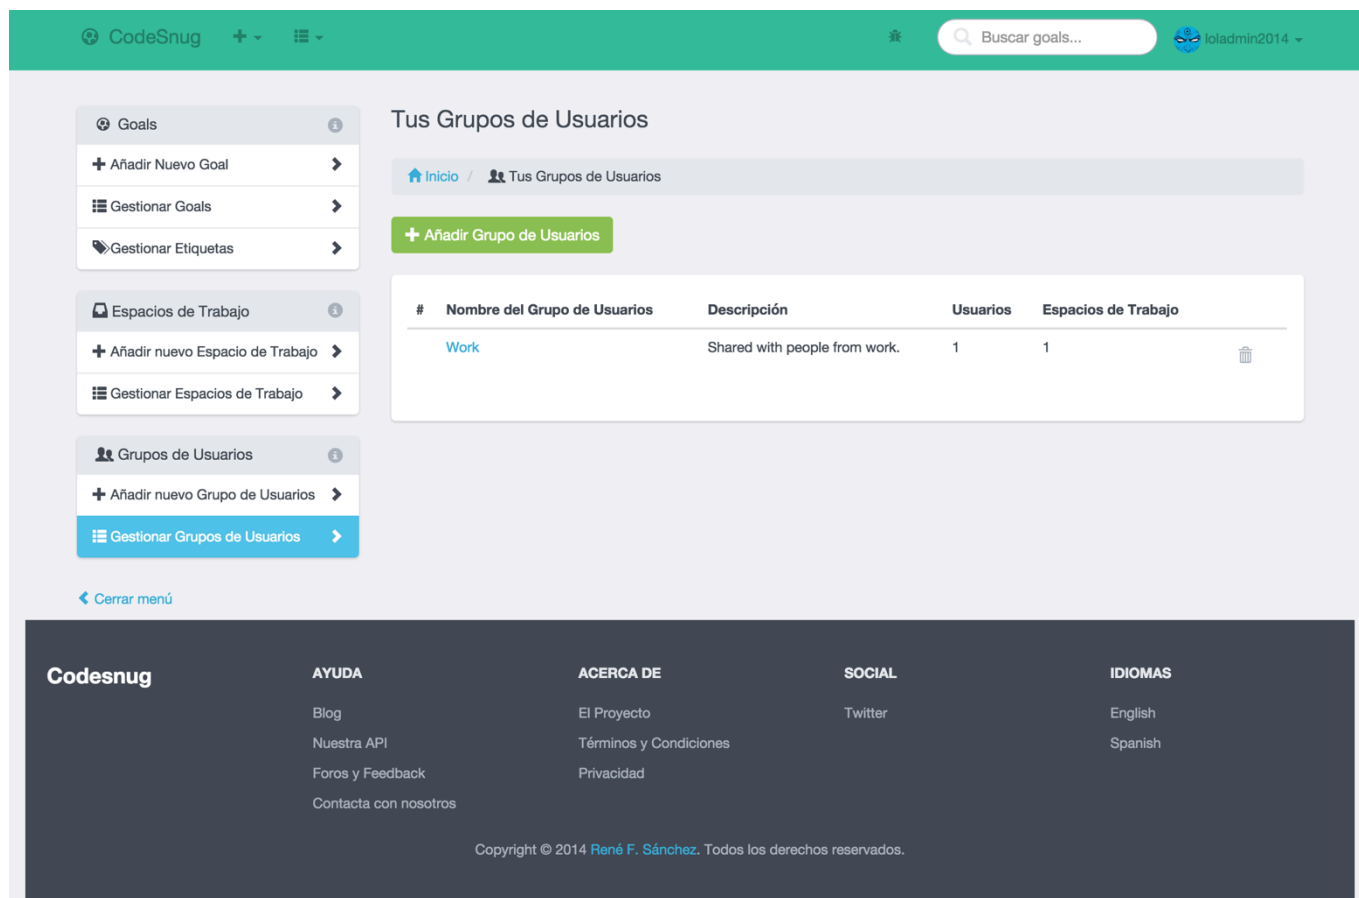 CodeSnug
Buscar goals...
loladmin2014
Goals
Añadir Nuevo Goal
Gestionar Goals
Gestionar Etiquetas
Espacios de Trabajo
Añadir nuevo Espacio de Trabajo
Gestionar Espacios de Trabajo
Grupos de Usuarios
Añadir nuevo Grupo de Usuarios
Gestionar Grupos de Usuarios
Cerrar menú
Tus Grupos de Usuarios
Inicio / Tus Grupos de Usuarios
Añadir Grupo de Usuarios
# Nombre del Grupo de Usuarios Descripción Usuarios Espacios de Trabajo
Work Shared with people from work. 1 1
Codesnug
AYUDA
Blog
Nuestra API
Foros y Feedback
Contacta con nosotros
ACERCA DE
El Proyecto
Términos y Condiciones
Privacidad
SOCIAL
Twitter
IDIOMAS
English
Spanish
Copyright © 2014 René F. Sánchez. Todos los derechos reservados.